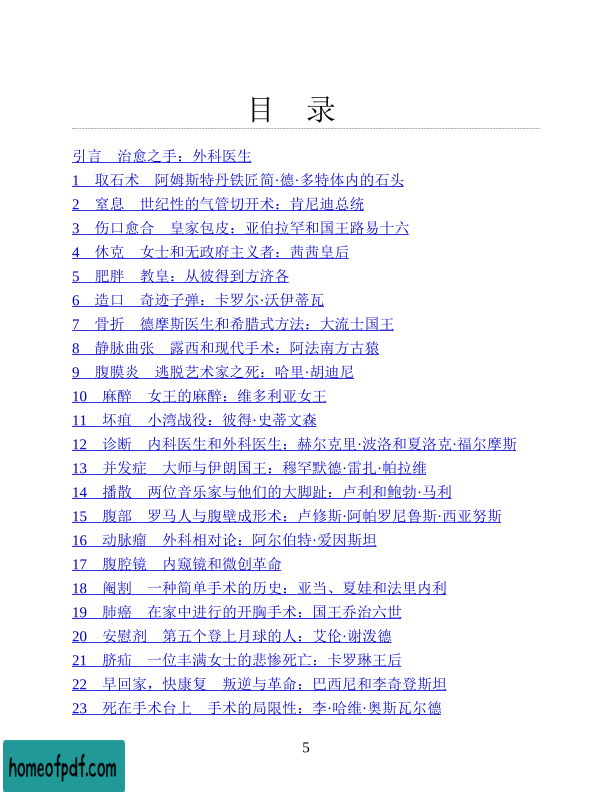 目 录
引言 治愈之手：外科医生
1 取石术 阿姆斯特丹铁匠简·德·多特体内的石头
2 窒息 世纪性的气管切开术：肯尼迪总统
3 伤口愈合 皇家包皮：亚伯拉罕和国王路易十六
4 休克 女士和无政府主义者：茜茜皇后
5 肥胖 教皇：从彼得到方济各
6 造口 奇迹子弹：卡罗尔·沃伊蒂瓦
7 骨折 德摩斯医生和希腊式方法：大流士国王
8 静脉曲张 露西和现代手术：阿法南方古猿
9 腹膜炎 逃脱艺术家之死：哈里·胡迪尼
10 麻醉 女王的麻醉：维多利亚女王
11 坏疽 小湾战役：彼得·史蒂文森
12 诊断 内科医生和外科医生：赫尔克里·波洛和夏洛克·福尔摩斯
13 并发症 大师与伊朗国王：穆罕默德·雷扎·帕拉维
14 播散 两位音乐家与他们的大脚趾：卢利和鲍勃·马利
15 腹部 罗马人与腹壁成形术：卢修斯·阿帕罗尼鲁斯·西亚努斯
16 动脉瘤 外科相对论：阿尔伯特·爱因斯坦
17 腹腔镜 内窥镜和微创革命
18 阉割 一种简单手术的历史：亚当、夏娃和法里内利
19 肺癌 在家中进行的开胸手术：国王乔治六世
20 安慰剂 第五个登上月球的人：艾伦·谢泼德
21 脐疝 一位丰满女士的悲惨死亡：卡罗琳王后
22 早回家，快康复 叛逆与革命：巴西尼和李奇登斯坦
23 死在手术台上 手术的局限性：李·哈维·奥斯瓦尔德
5
homeofpdf.com